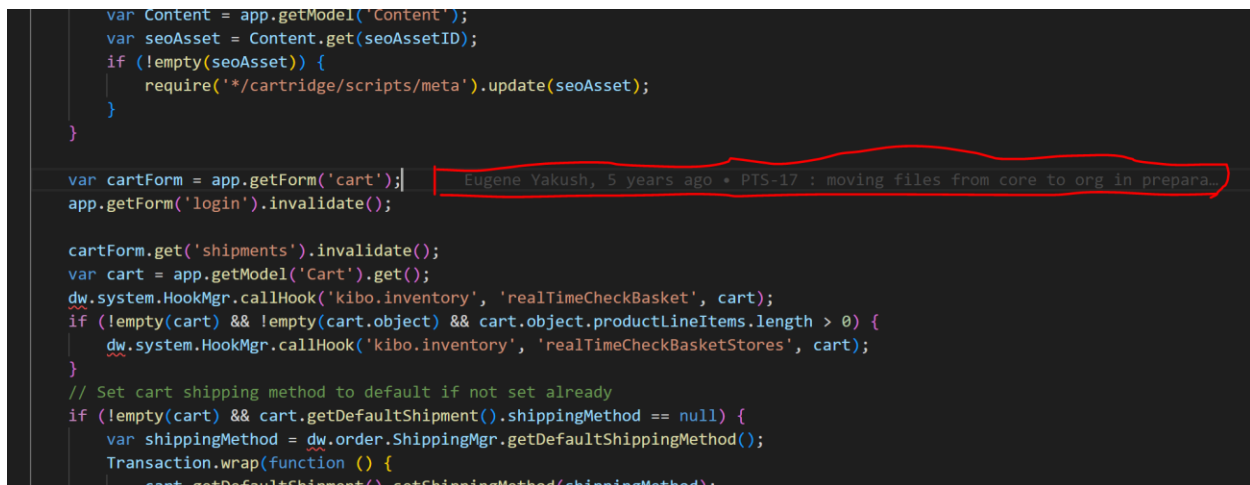 var Content = app.getModel('Content');
var seoAsset = Content.get(seoAssetID);
if (!empty(seoAsset)) {
require('*/cartridge/scripts/meta').update(seoAsset);
}
}
var cartForm = app.getForm('cart'); Eugene Yakush, 5 years ago • PTS-17 : moving files from core to org in prepara…
app.getForm('login').invalidate();
cartForm.get('shipments').invalidate();
var cart = app.getModel('Cart').get();
dw.system.HookMgr.callHook('kibo.inventory', 'realTimeCheckBasket', cart);
if (!empty(cart) && !empty(cart.object) && cart.object.productLineItems.length > 0) {
dw.system.HookMgr.callHook('kibo.inventory', 'realTimeCheckBasketStores', cart);
}
// Set cart shipping method to default if not set already
if (!empty(cart) && cart.getDefaultShipment().shippingMethod == null) {
var shippingMethod = dw.order.ShippingMgr.getDefaultShippingMethod();
Transaction.wrap(function () {
cart.getDefaultShipment().setShippingMethod(shippingMethod);